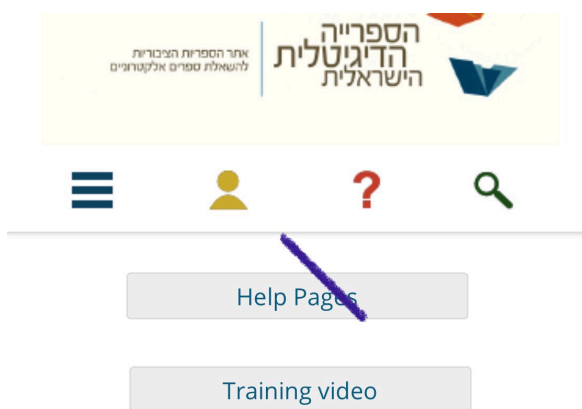 הספרייה
הדיגיטלית
הישראלית
אתר הספריות הציבוריות
להשאלת ספרים אלקטרוניים
?
Help Pages
Training video